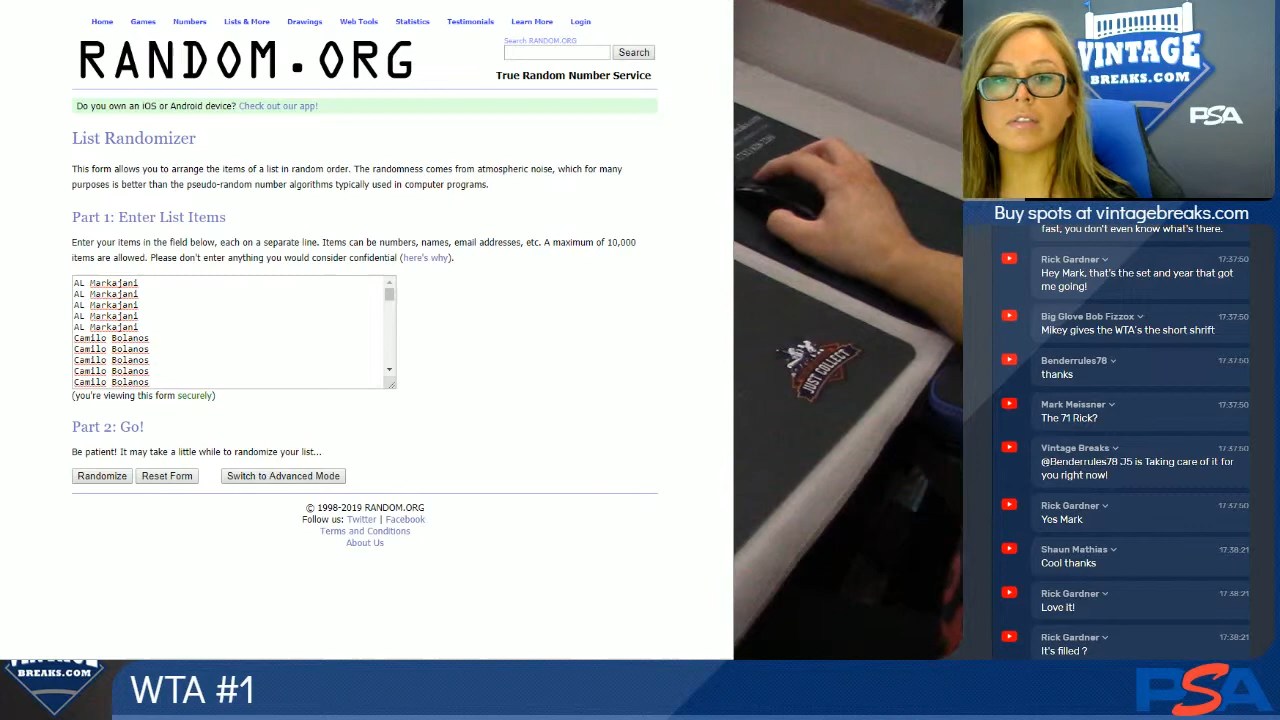 Home Games Numbers Lists & More Drawings Web Tools Statistics Testimonials Learn More Login
RANDOM.ORG
Search RANDOM.ORG
Search
True Random Number Service
Do you own an iOS or Android device? Check out our app!
List Randomizer
This form allows you to arrange the items of a list in random order. The randomness comes from atmospheric noise, which for many
purposes is better than the pseudo-random number algorithms typically used in computer programs.
Part 1: Enter List Items
Enter your items in the field below, each on a separate line. Items can be numbers, names, email addresses, etc. A maximum of 10,000
items are allowed. Please don't enter anything you would consider confidential (here's why).
AL Markajani
AL Markajani
AL Markajani
AL Markajani
AL Markajani
Camilo Bolanos
Camilo Bolanos
Camilo Bolanos
Camilo Bolanos
Camilo Bolanos
(you're viewing this form securely)
Part 2: Go!
Be patient! It may take a little while to randomize your list...
Randomize Reset Form Switch to Advanced Mode
© 1998-2019 RANDOM.ORG
Follow us: Twitter | Facebook
Terms and Conditions
About Us
JUST COLLECT
VINTAGE
BREAKS.COM
PSA
Buy spots at vintagebreaks.com
fast, you don't even know what's there.
Rick Gardner 17:37:50
Hey Mark, that's the set and year that got
me going!
Big Glove Bob Fizzox 17:37:50
Mikey gives the WTA's the short shrift
Benderrules78 17:37:50
thanks
Mark Meissner 17:37:50
The 71 Rick?
Vintage Breaks 17:37:50
@Benderrules78 J5 is Taking care of it for
you right now!
Rick Gardner 17:37:50
Yes Mark
Shaun Mathias 17:38:21
Cool thanks
Rick Gardner 17:38:21
Love it!
Rick Gardner 17:38:21
It's filled ?
VINTAGE
BREAKS.COM
WTA #1
PSA